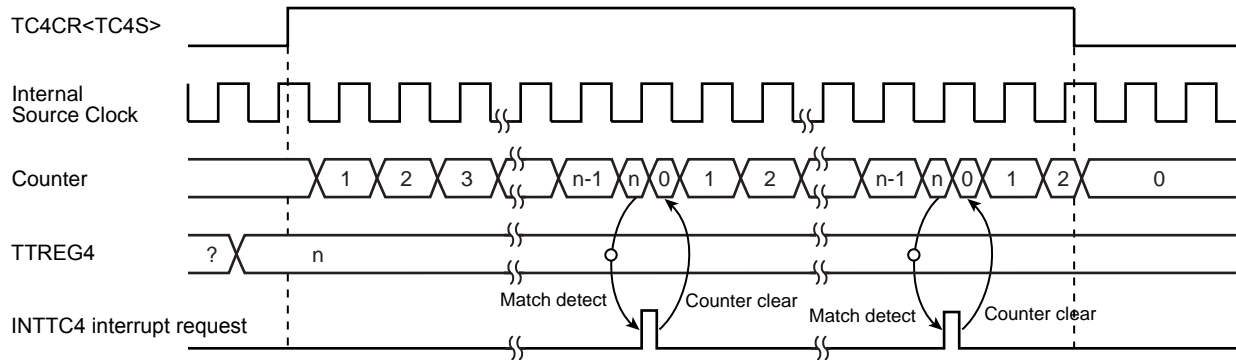 TC4CR<TC4S>
Internal
Source Clock
Counter
1 2 3 n-1 n 0 1 2 n-1 n 0 1 2 0
TTREG4
? n
Match detect Counter clear Match detect Counter clear
INTTC4 interrupt request